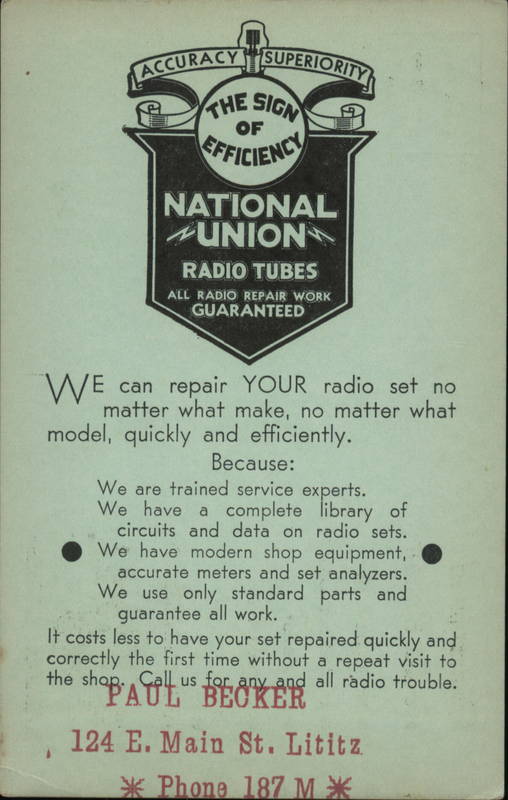 ACCURACY SUPERIORITY
THE SIGN
OF
EFFICIENCY
NATIONAL
UNION
RADIO TUBES
ALL RADIO REPAIR WORK
GUARANTEED
WE can repair YOUR radio set no
matter what make, no matter what
model, quickly and efficiently.
Because:
We are trained service experts.
We have a complete library of
circuits and data on radio sets.
We have modern shop equipment,
accurate meters and set analyzers.
We use only standard parts and
guarantee all work.
It costs less to have your set repaired quickly and
correctly the first time without a repeat visit to
the shop. Call us for any and all radio trouble.
PAUL BECKER
124 E. Main St. Lititz
* Phone 187 M *